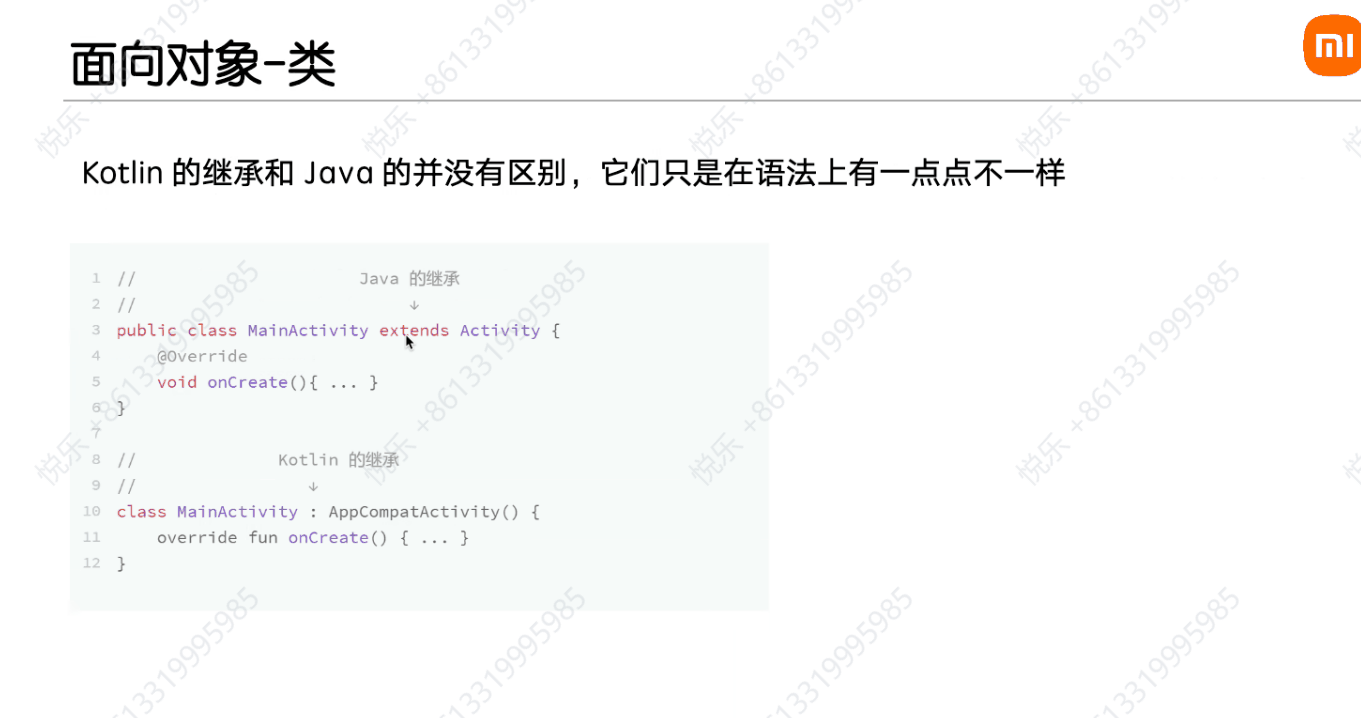 面向对象-类
Kotlin 的继承和 Java 的并没有区别，它们只是在语法上有一点点不一样
1 // Java 的继承
2 // ↓
3 public class MainActivity extends Activity {
4 @Override
5 void onCreate(){ ... }
6 }
7
8 // Kotlin 的继承
9 // ↓
10 class MainActivity : AppCompatActivity() {
11 override fun onCreate() { ... }
12 }
mi
悦乐 +8613319995985